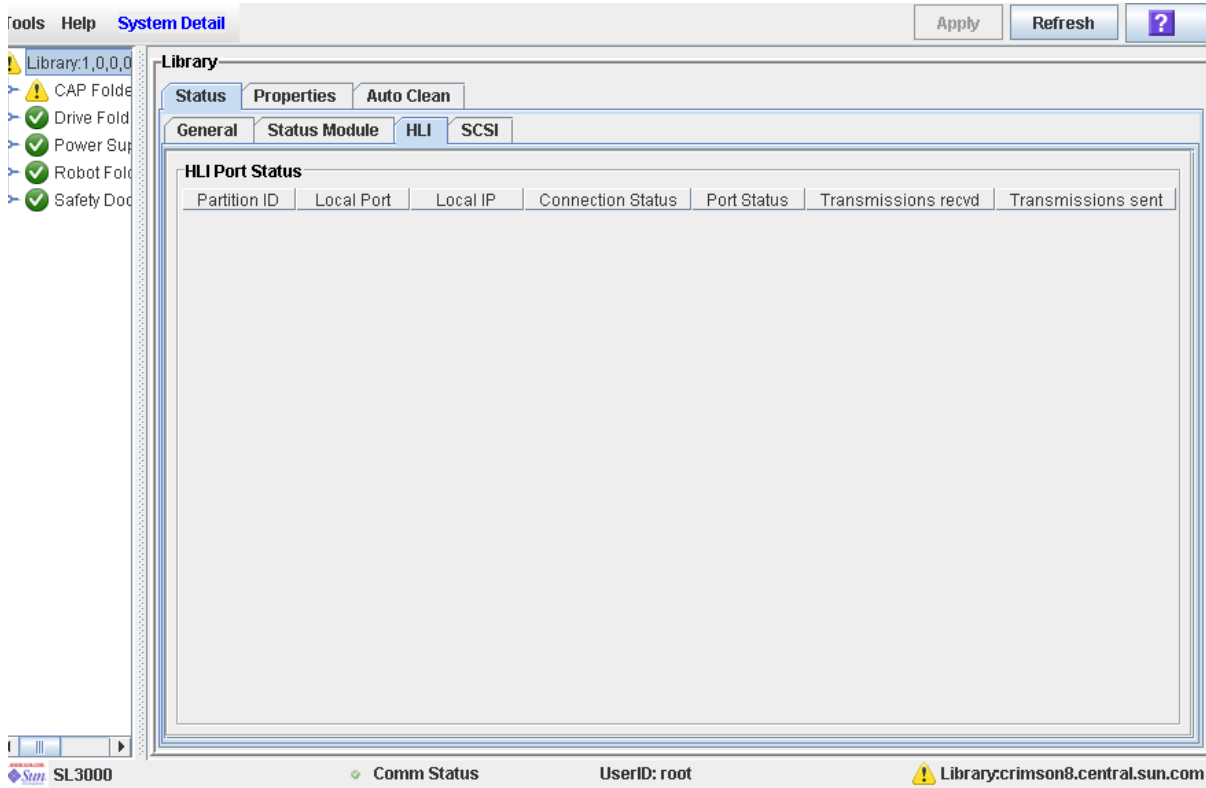 Tools Help System Detail Apply Refresh ?
Library:1,0,0,0
CAP Folde
Drive Fold
Power Sup
Robot Fold
Safety Doo
Library
Status Properties Auto Clean
General Status Module HLI SCSI
HLI Port Status
Partition ID Local Port Local IP Connection Status Port Status Transmissions recvd Transmissions sent
Sun SL3000 Comm Status UserID: root Library:crimson8.central.sun.com